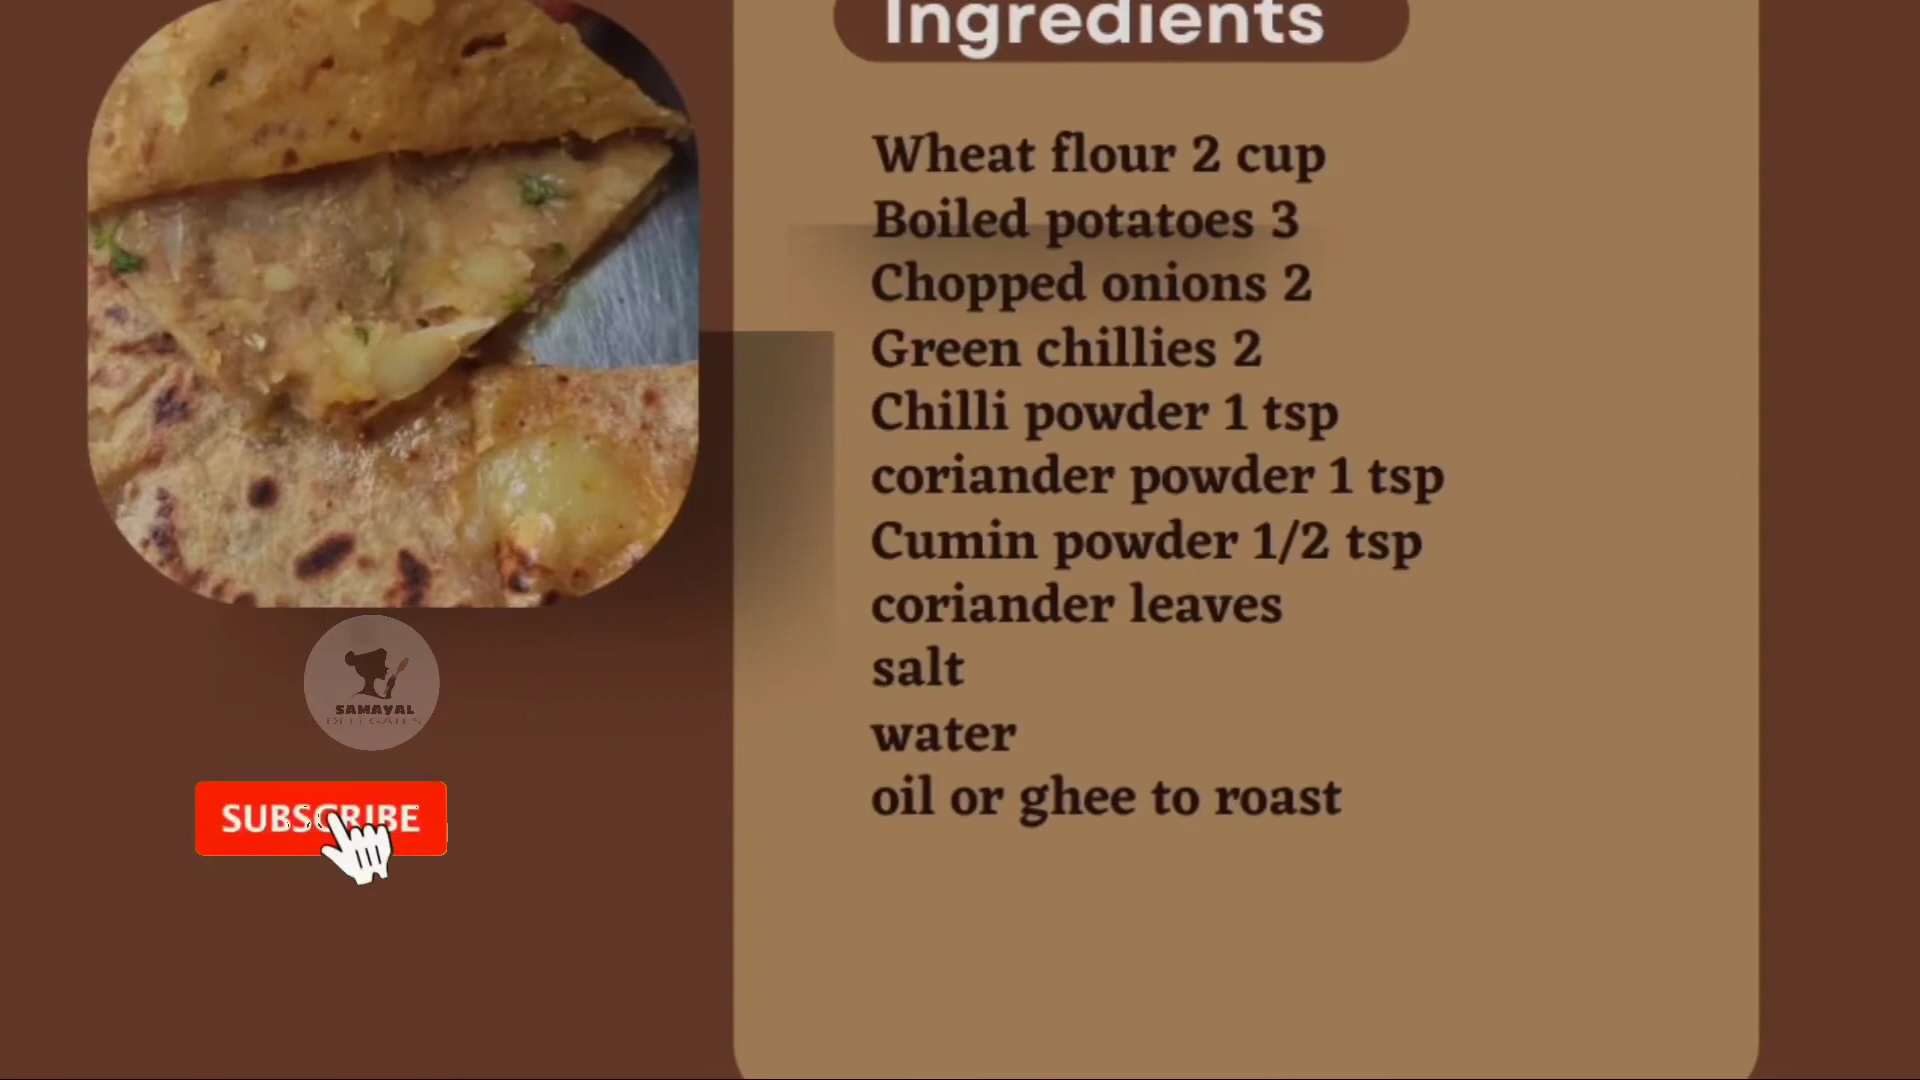 Ingredients
Wheat flour 2 cup
Boiled potatoes 3
Chopped onions 2
Green chillies 2
Chilli powder 1 tsp
coriander powder 1 tsp
Cumin powder 1/2 tsp
coriander leaves
salt
water
oil or ghee to roast
SAMAYAL
DELEGATES
SUBSCRIBE